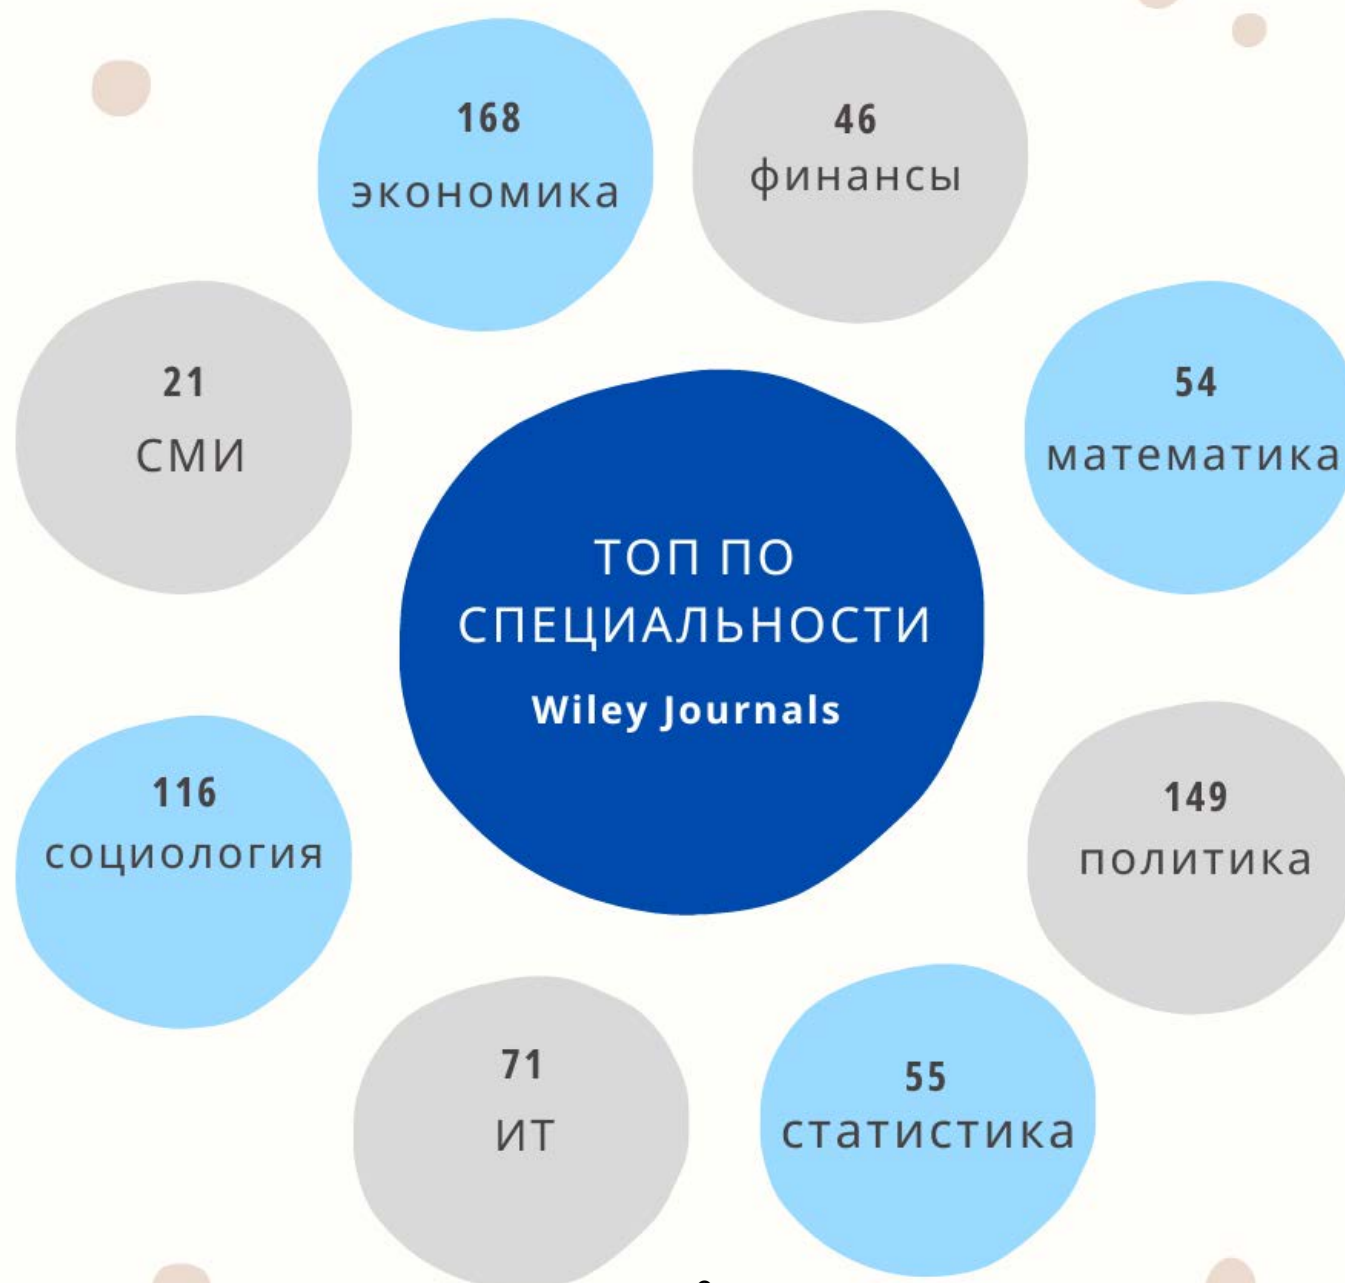 168
экономика
46
финансы
21
СМИ
54
математика
ТОП ПО
СПЕЦИАЛЬНОСТИ
Wiley Journals
116
социология
149
политика
71
ИТ
55
статистика